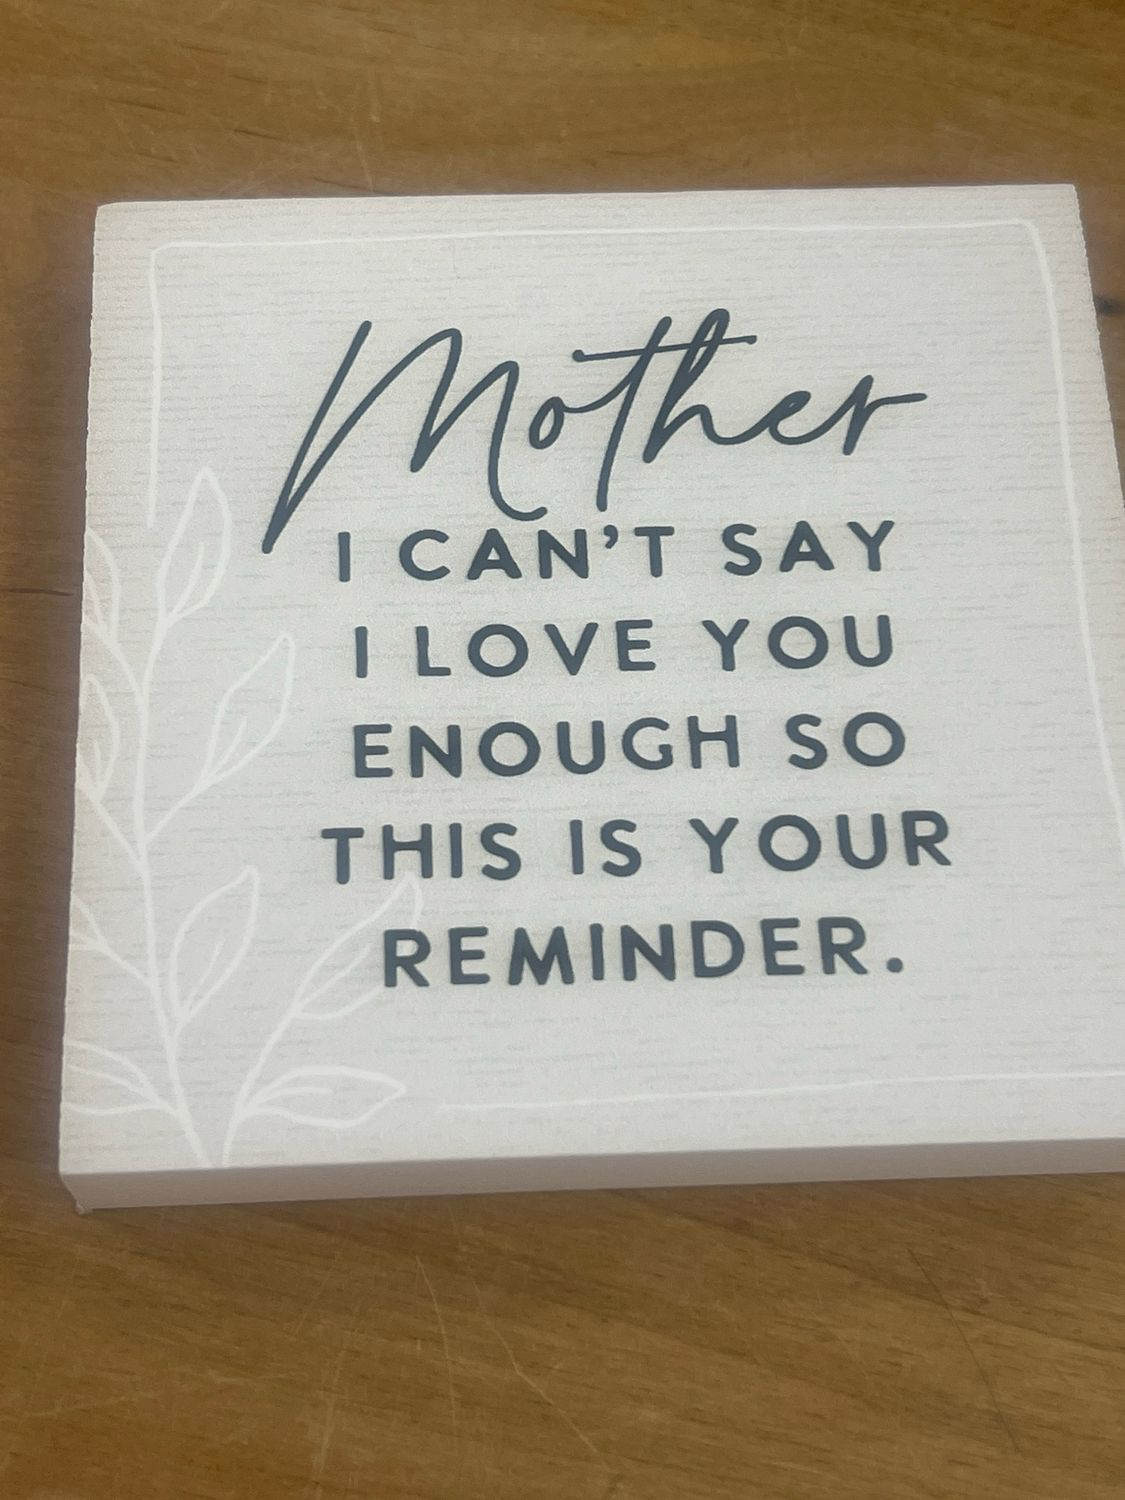 Mother
I CAN'T SAY
I LOVE YOU
ENOUGH SO
THIS IS YOUR
REMINDER.